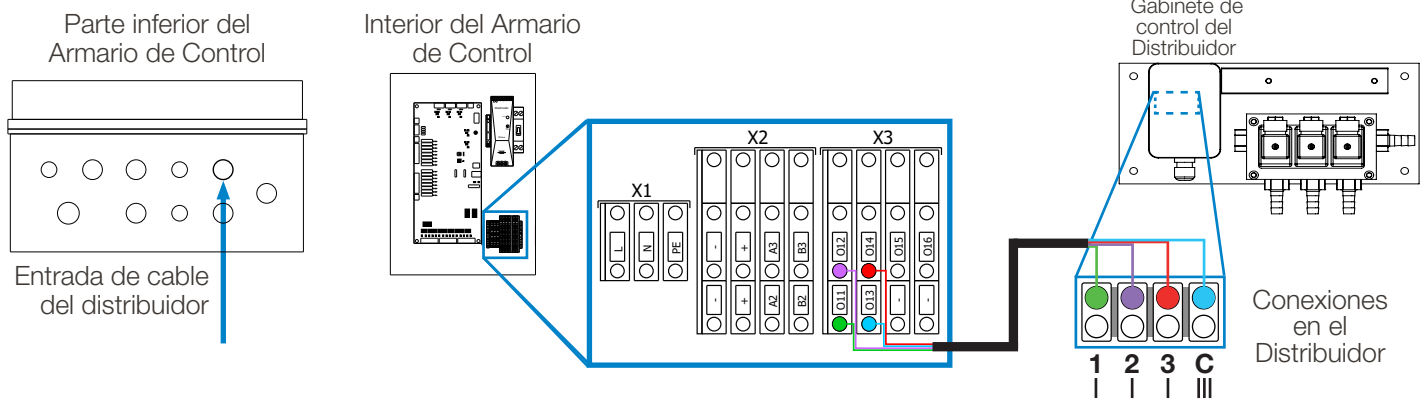 Parte inferior del
Armario de Control
Entrada de cable
del distribuidor
Interior del Armario
de Control
X1
L
N
PE
X2
X3
-
+
A3
B3
O12
O14
O15
O16
-
+
A2
B2
O11
O13
-
-
Gabinete de
control del
Distribuidor
1 2 3 C
Conexiones
en el
Distribuidor